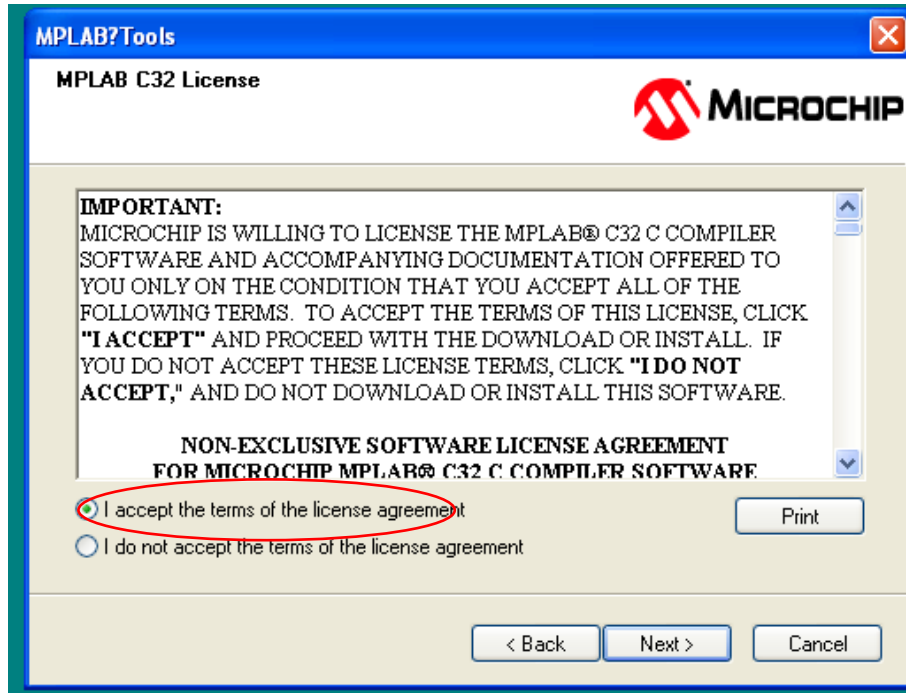 MPLAB?Tools
MPLAB C32 License
MICROCHIP
IMPORTANT:
MICROCHIP IS WILLING TO LICENSE THE MPLAB® C32 C COMPILER
SOFTWARE AND ACCOMPANYING DOCUMENTATION OFFERED TO
YOU ONLY ON THE CONDITION THAT YOU ACCEPT ALL OF THE
FOLLOWING TERMS.  TO ACCEPT THE TERMS OF THIS LICENSE, CLICK
"I ACCEPT" AND PROCEED WITH THE DOWNLOAD OR INSTALL.  IF
YOU DO NOT ACCEPT THESE LICENSE TERMS, CLICK "I DO NOT
ACCEPT," AND DO NOT DOWNLOAD OR INSTALL THIS SOFTWARE.
NON-EXCLUSIVE SOFTWARE LICENSE AGREEMENT
FOR MICROCHIP MPLAB® C32 C COMPILER SOFTWARE
I accept the terms of the license agreement
Print
I do not accept the terms of the license agreement
< Back
Next >
Cancel